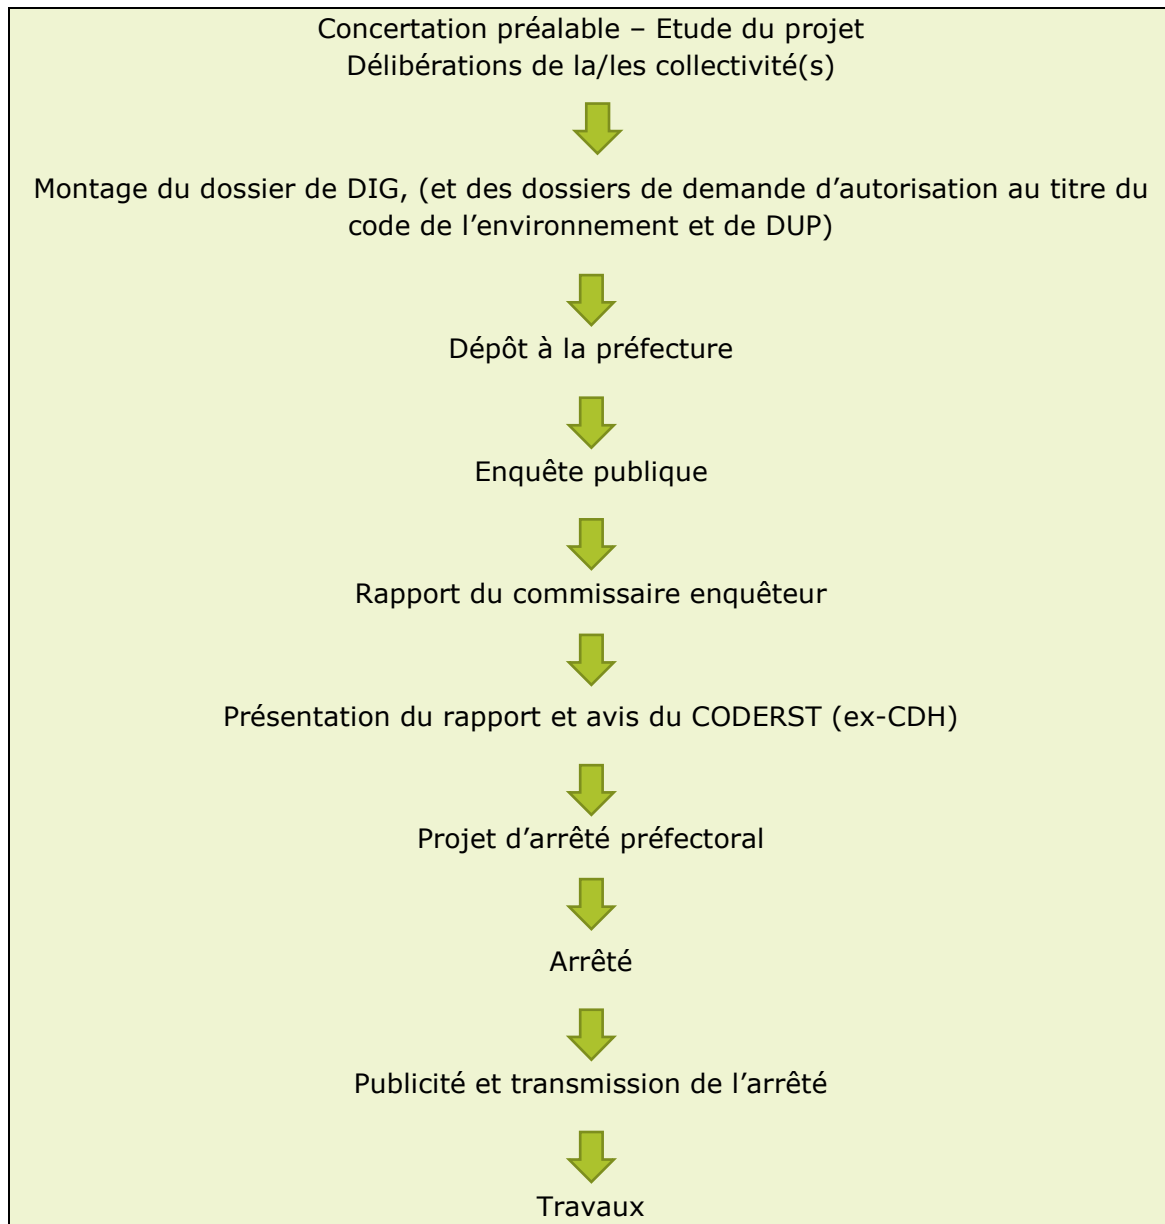 Concertation préalable – Etude du projet
Délibérations de la/les collectivité(s)
Montage du dossier de DIG, (et des dossiers de demande d’autorisation au titre du
code de l’environnement et de DUP)
Dépôt à la préfecture
Enquête publique
Rapport du commissaire enquêteur
Présentation du rapport et avis du CODERST (ex-CDH)
Projet d’arrêté préfectoral
Arrêté
Publicité et transmission de l’arrêté
Travaux